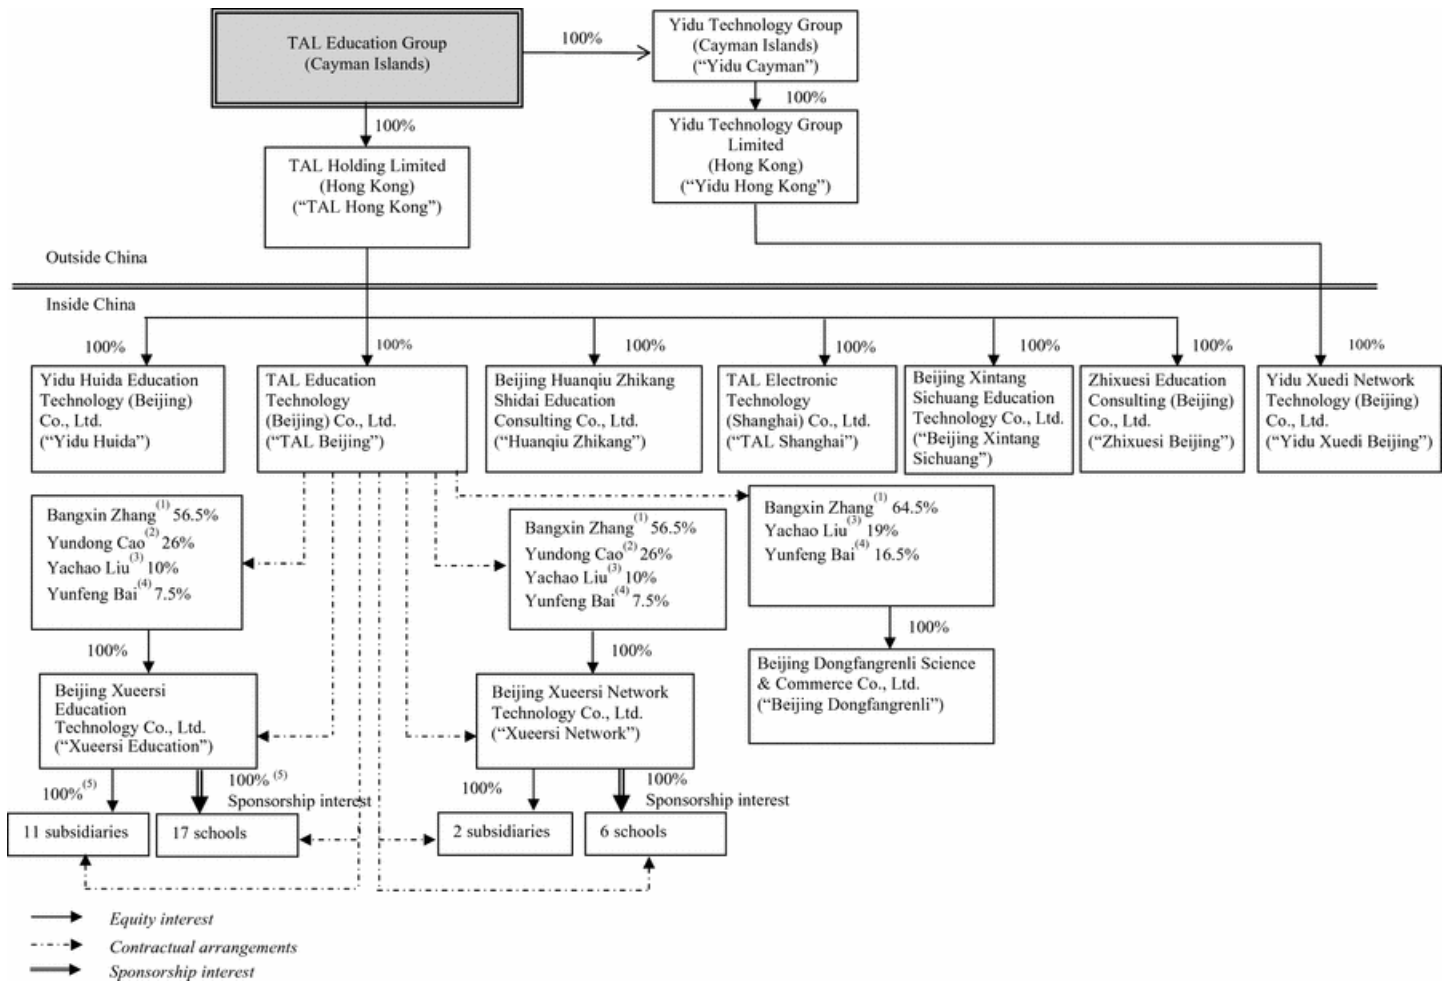 TAL Education Group
(Cayman Islands)
100%
Yidu Technology Group
(Cayman Islands)
(“Yidu Cayman”)
100%
100%
Yidu Technology Group
Limited
(Hong Kong)
(“Yidu Hong Kong”)
TAL Holding Limited
(Hong Kong)
(“TAL Hong Kong”)
Outside China
Inside China
100%
100%
100%
100%
100%
100%
100%
Yidu Huida Education
Technology (Beijing)
Co., Ltd.
(“Yidu Huida”)
TAL Education
Technology
(Beijing) Co., Ltd.
(“TAL Beijing”)
Beijing Huanqiu Zhikang
Shidai Education
Consulting Co., Ltd.
(“Huanqiu Zhikang”)
TAL Electronic
Technology
(Shanghai) Co., Ltd.
(“TAL Shanghai”)
Beijing Xintang
Sichuang Education
Technology Co., Ltd.
(“Beijing Xintang
Sichuang”)
Zhixuesi Education
Consulting (Beijing)
Co., Ltd.
(“Zhixuesi Beijing”)
Yidu Xuedi Network
Technology (Beijing)
Co., Ltd.
(“Yidu Xuedi Beijing”)
Bangxin Zhang(1) 56.5%
Yundong Cao(2) 26%
Yachao Liu(3) 10%
Yunfeng Bai(4) 7.5%
Bangxin Zhang(1) 56.5%
Yundong Cao(2) 26%
Yachao Liu(3) 10%
Yunfeng Bai(4) 7.5%
Bangxin Zhang(1) 64.5%
Yachao Liu(3) 19%
Yunfeng Bai(4) 16.5%
100%
100%
100%
Beijing Xueersi
Education
Technology Co., Ltd.
(“Xueersi Education”)
Beijing Xueersi Network
Technology Co., Ltd.
(“Xueersi Network”)
Beijing Dongfangrenli Science
& Commerce Co., Ltd.
(“Beijing Dongfangrenli”)
100%(5)
100% (5)
Sponsorship interest
100%
100%
Sponsorship interest
11 subsidiaries
17 schools
2 subsidiaries
6 schools
Equity interest
Contractual arrangements
Sponsorship interest